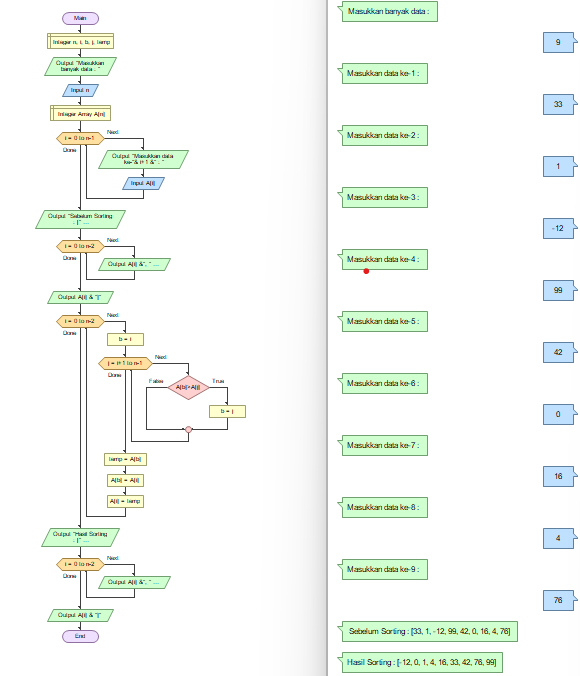 Main
Integer n, i, b, j, temp
Output "Masukkan
banyak data : "
Input n
Integer Array A[n]
i = 0 to n-1
Next
Done
Output "Masukkan data
ke-"& i+1 &" : "
Input A[i]
Output "Sebelum Sorting
: [" ...
i = 0 to n-2
Next
Done
Output A[i] &", " ...
Output A[i] & "]"
i = 0 to n-2
Next
Done
b = i
j = i+1 to n-1
Next
Done
False
True
A[b]>A[j]
b = j
temp = A[b]
A[b] = A[i]
A[i] = temp
Output "Hasil Sorting
: [" ...
i = 0 to n-2
Next
Done
Output A[i] &", " ...
Output A[i] & "]"
End
Masukkan banyak data :
9
Masukkan data ke-1 :
33
Masukkan data ke-2 :
1
Masukkan data ke-3 :
-12
Masukkan data ke-4 :
99
Masukkan data ke-5 :
42
Masukkan data ke-6 :
0
Masukkan data ke-7 :
16
Masukkan data ke-8 :
4
Masukkan data ke-9 :
76
Sebelum Sorting : [33, 1, -12, 99, 42, 0, 16, 4, 76]
Hasil Sorting : [-12, 0, 1, 4, 16, 33, 42, 76, 99]